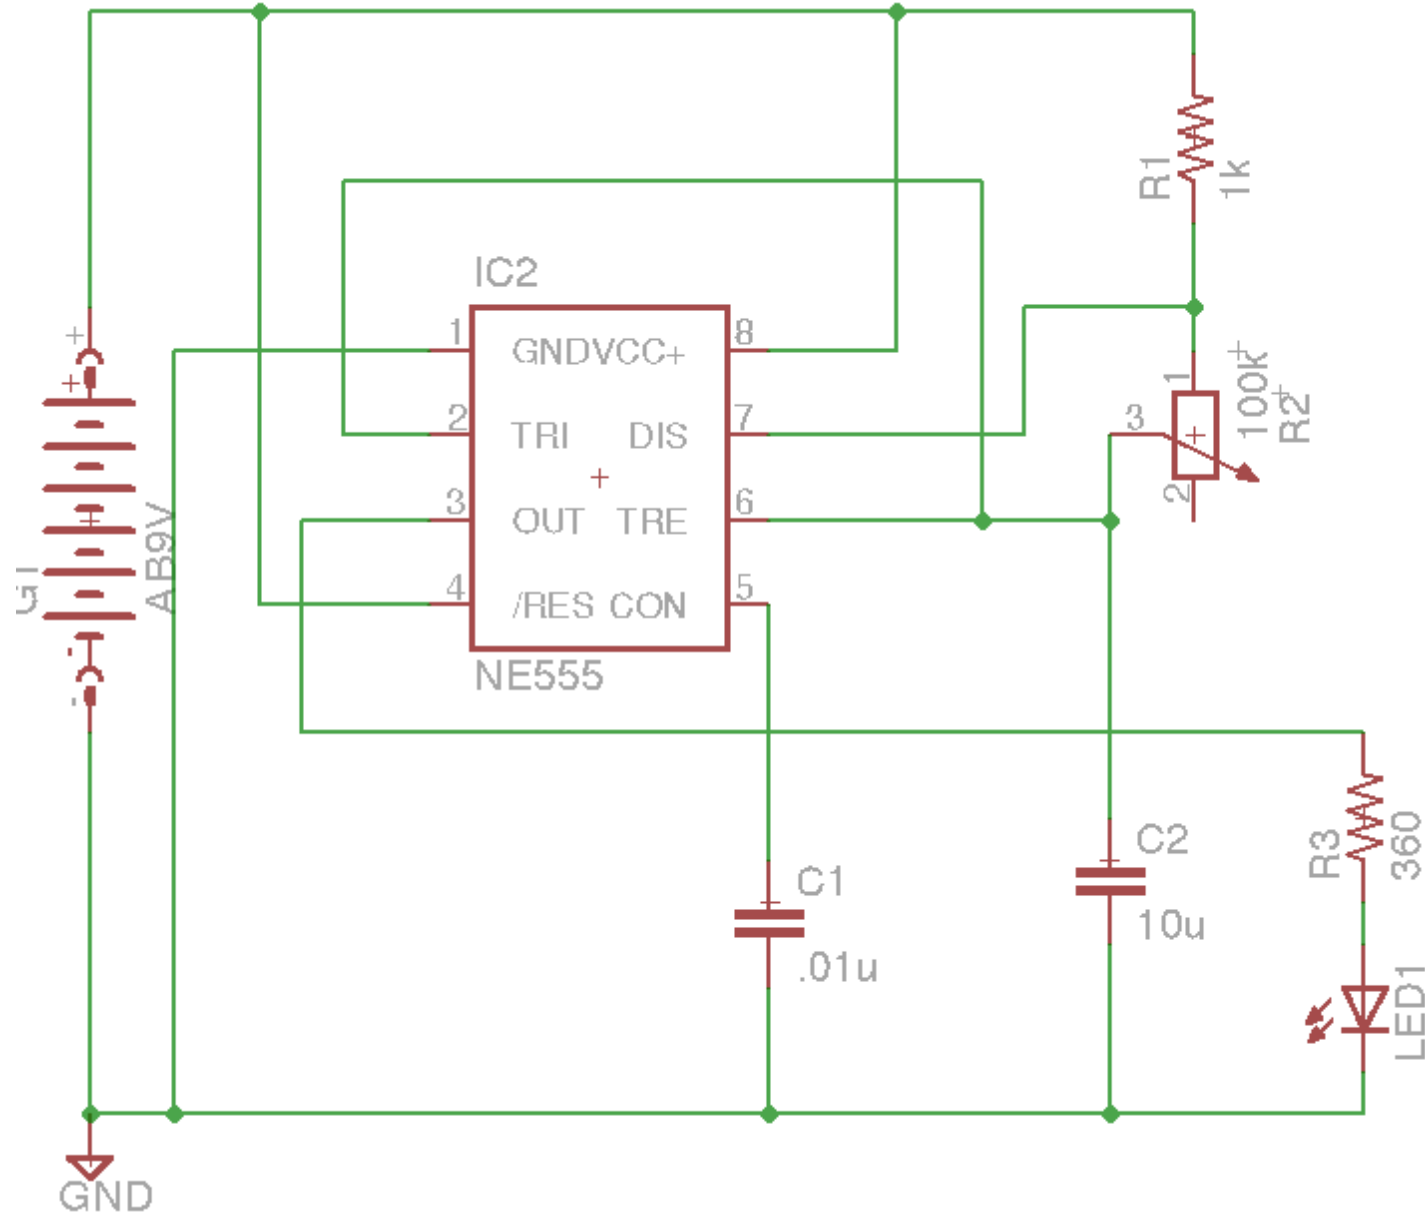 R1
1k
IC2
1
GND
VCC+
8
2
TRI
DIS
7
3
OUT
TRE
6
4
/RES
CON
5
NE555
+
+
G1
AB9V
-
-
1
100k
R2
3
2
C1
.01u
C2
10u
R3
360
LED1
GND